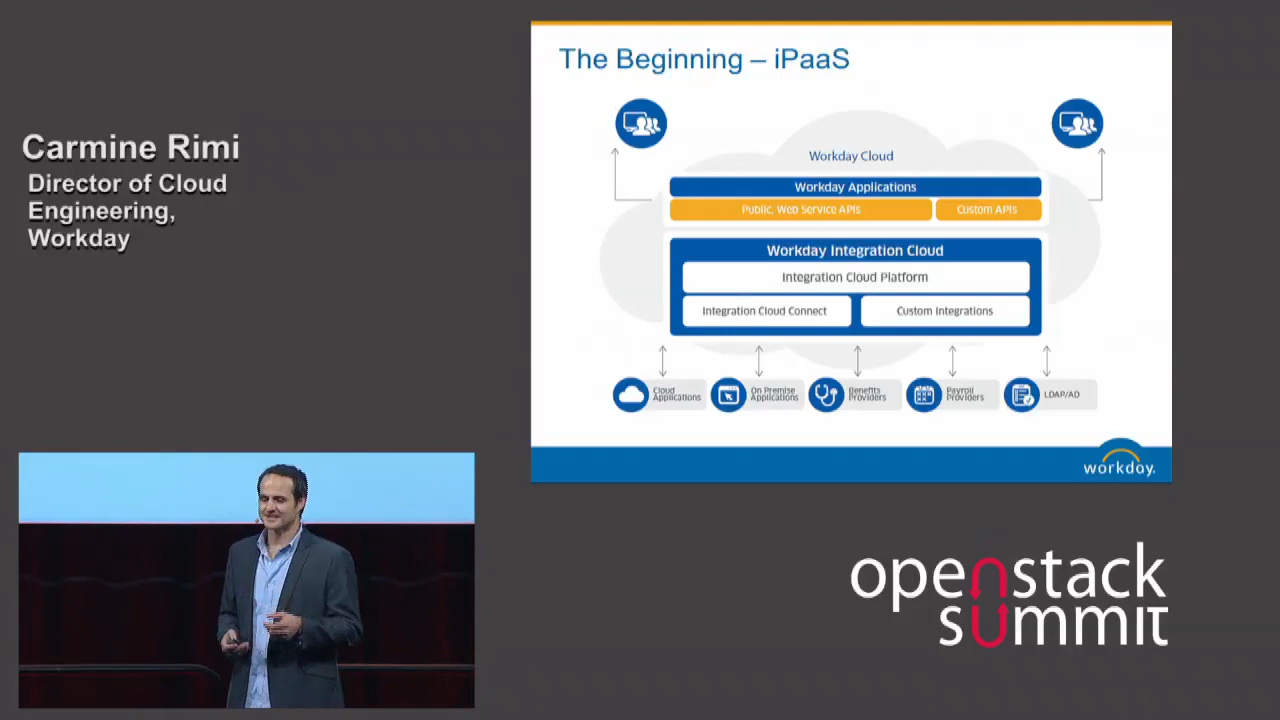 Carmine Rimi
Director of Cloud
Engineering,
Workday
The Beginning – iPaaS
Workday Cloud
Workday Applications
Public, Web Service APIs
Custom APIs
Workday Integration Cloud
Integration Cloud Platform
Integration Cloud Connect
Custom Integrations
Cloud
Applications
On Premise
Applications
Benefits
Providers
Payroll
Providers
LDAP/AD
workday.
openstack
summit